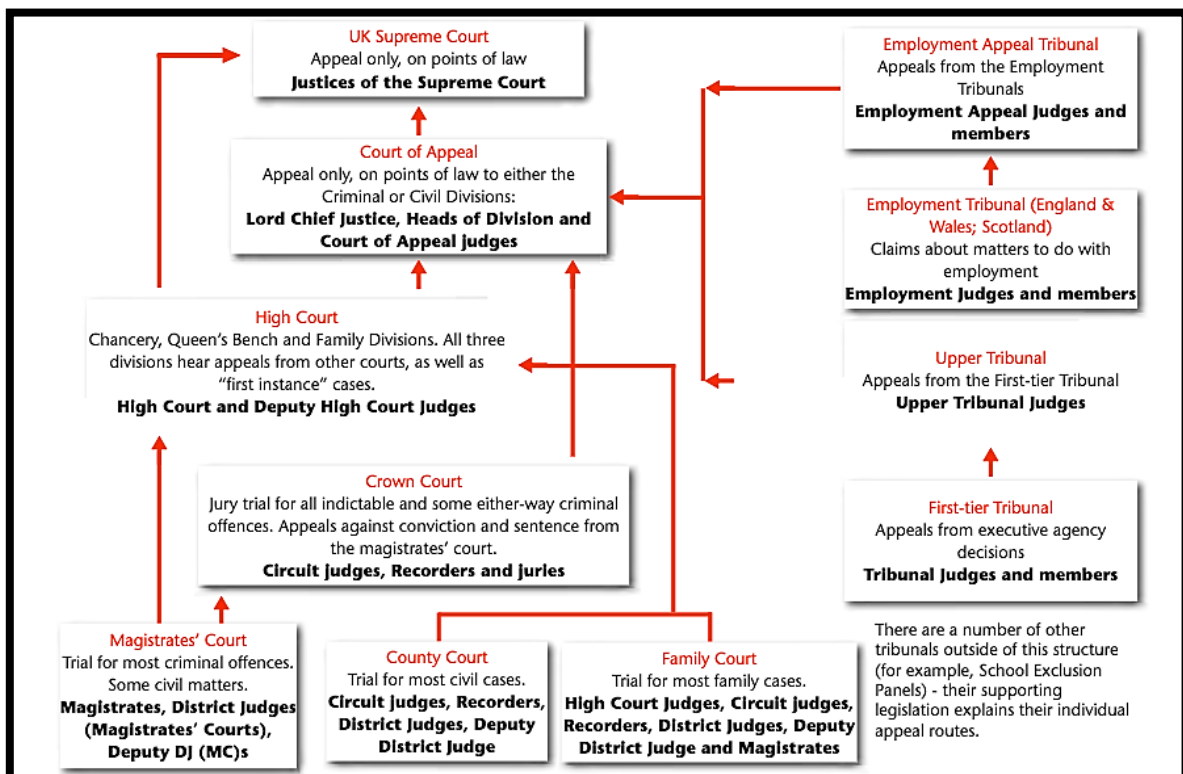 UK Supreme Court
Appeal only, on points of law
Justices of the Supreme Court
Court of Appeal
Appeal only, on points of law to either the
Criminal or Civil Divisions:
Lord Chief Justice, Heads of Division and
Court of Appeal judges
High Court
Chancery, Queen's Bench and Family Divisions. All three
divisions hear appeals from other courts, as well as
"first instance" cases.
High Court and Deputy High Court Judges
Crown Court
Jury trial for all indictable and some either-way criminal
offences. Appeals against conviction and sentence from
the magistrates' court.
Circuit judges, Recorders and juries
Magistrates' Court
Trial for most criminal offences.
Some civil matters.
Magistrates, District Judges
(Magistrates' Courts),
Deputy DJ (MC)s
County Court
Trial for most civil cases.
Circuit judges, Recorders,
District Judges, Deputy
District Judge
Family Court
Trial for most family cases.
High Court Judges, Circuit judges,
Recorders, District Judges, Deputy
District Judge and Magistrates
Employment Appeal Tribunal
Appeals from the Employment
Tribunals
Employment Appeal Judges and
members
Employment Tribunal (England &
Wales; Scotland)
Claims about matters to do with
employment
Employment Judges and members
Upper Tribunal
Appeals from the First-tier Tribunal
Upper Tribunal Judges
First-tier Tribunal
Appeals from executive agency
decisions
Tribunal Judges and members
There are a number of other
tribunals outside of this structure
(for example, School Exclusion
Panels) - their supporting
legislation explains their individual
appeal routes.